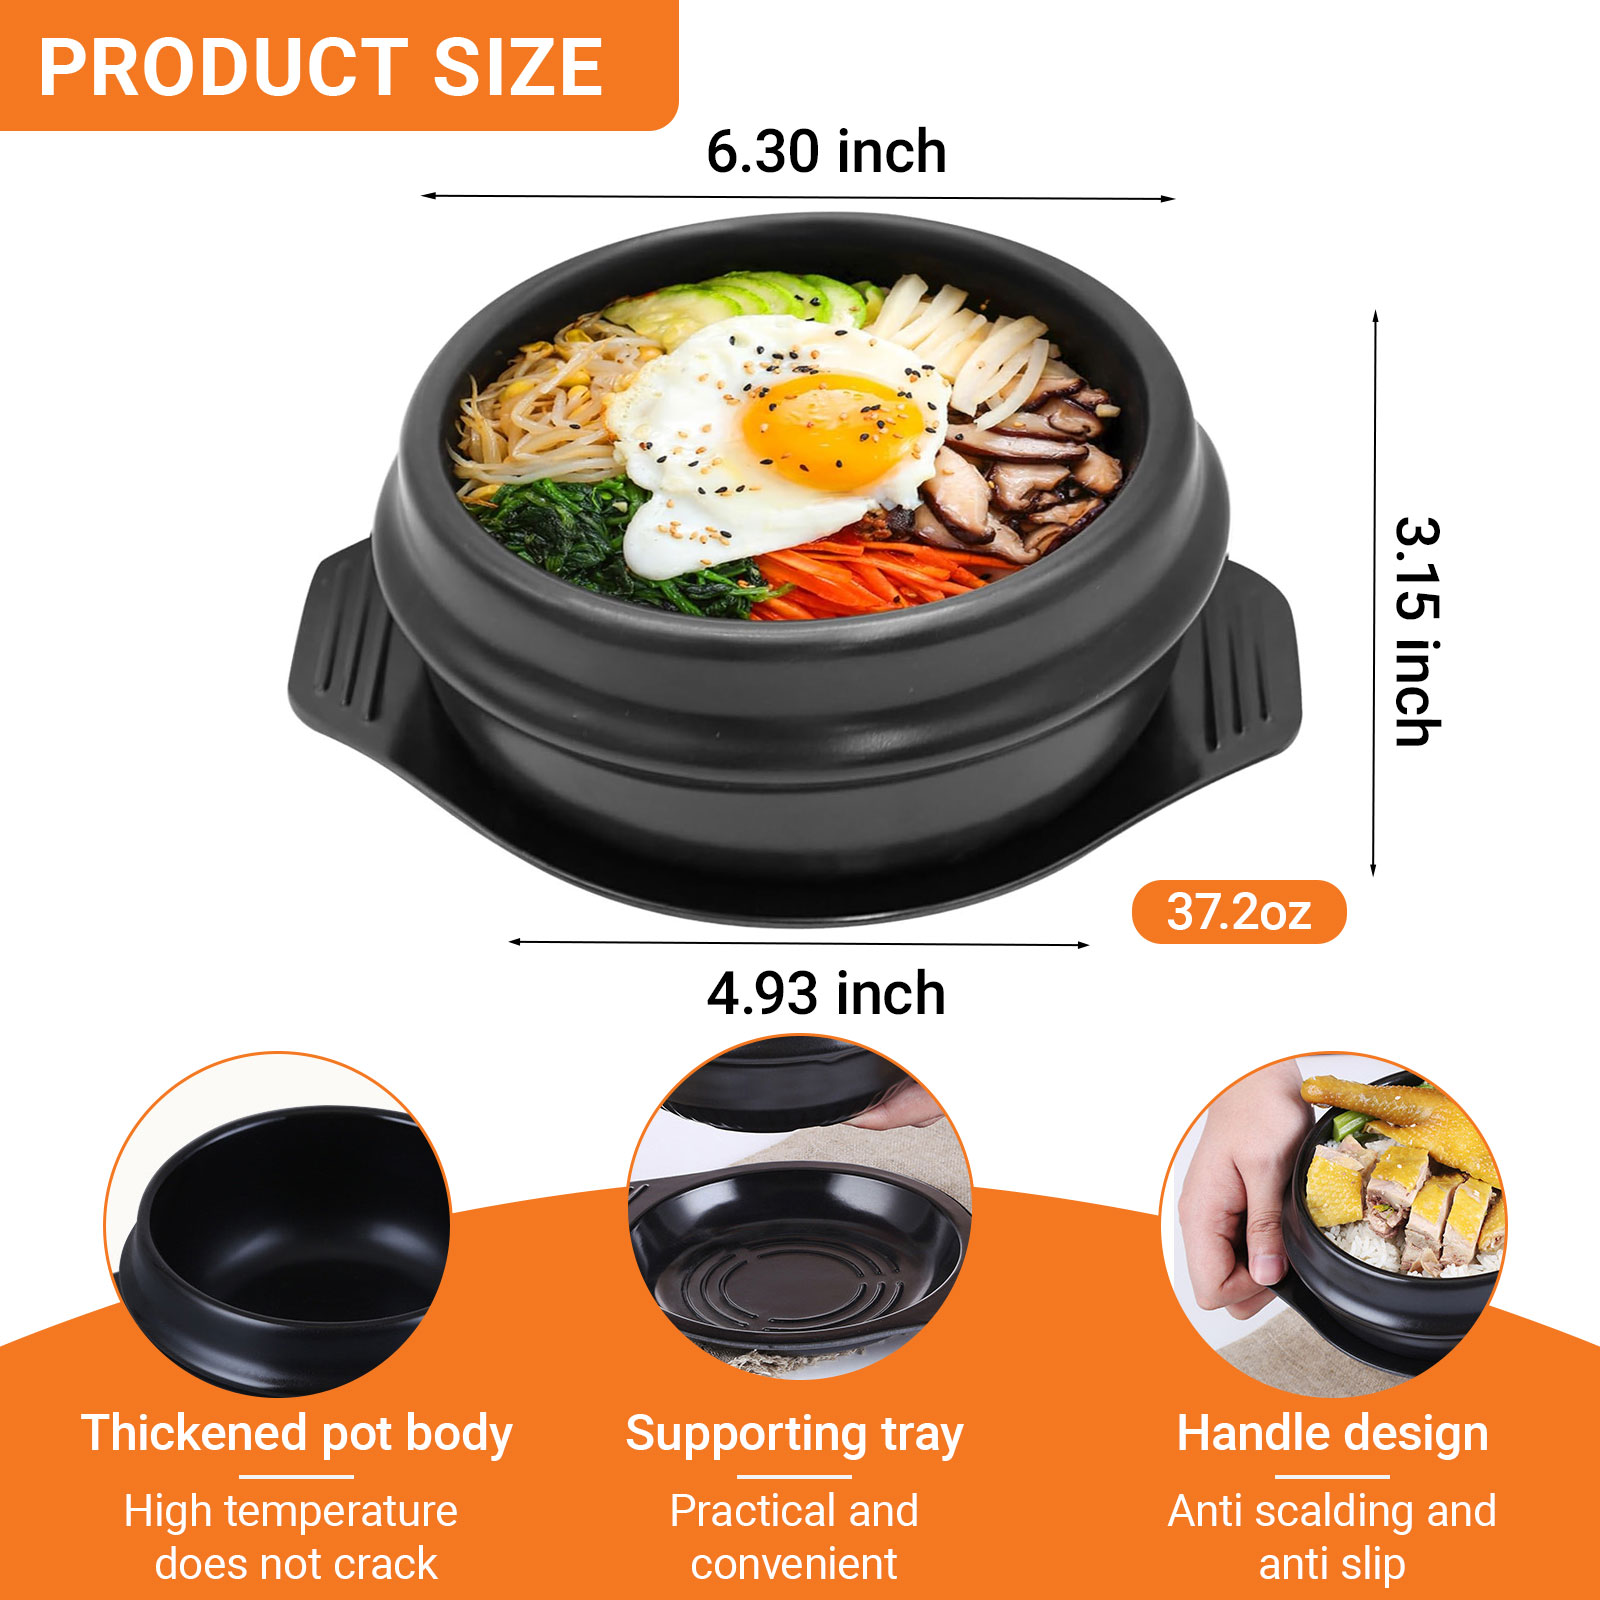 PRODUCT SIZE
6.30 inch
3.15 inch
37.2oz
4.93 inch
Thickened pot body
High temperature
does not crack
Supporting tray
Practical and
convenient
Handle design
Anti scalding and
anti slip